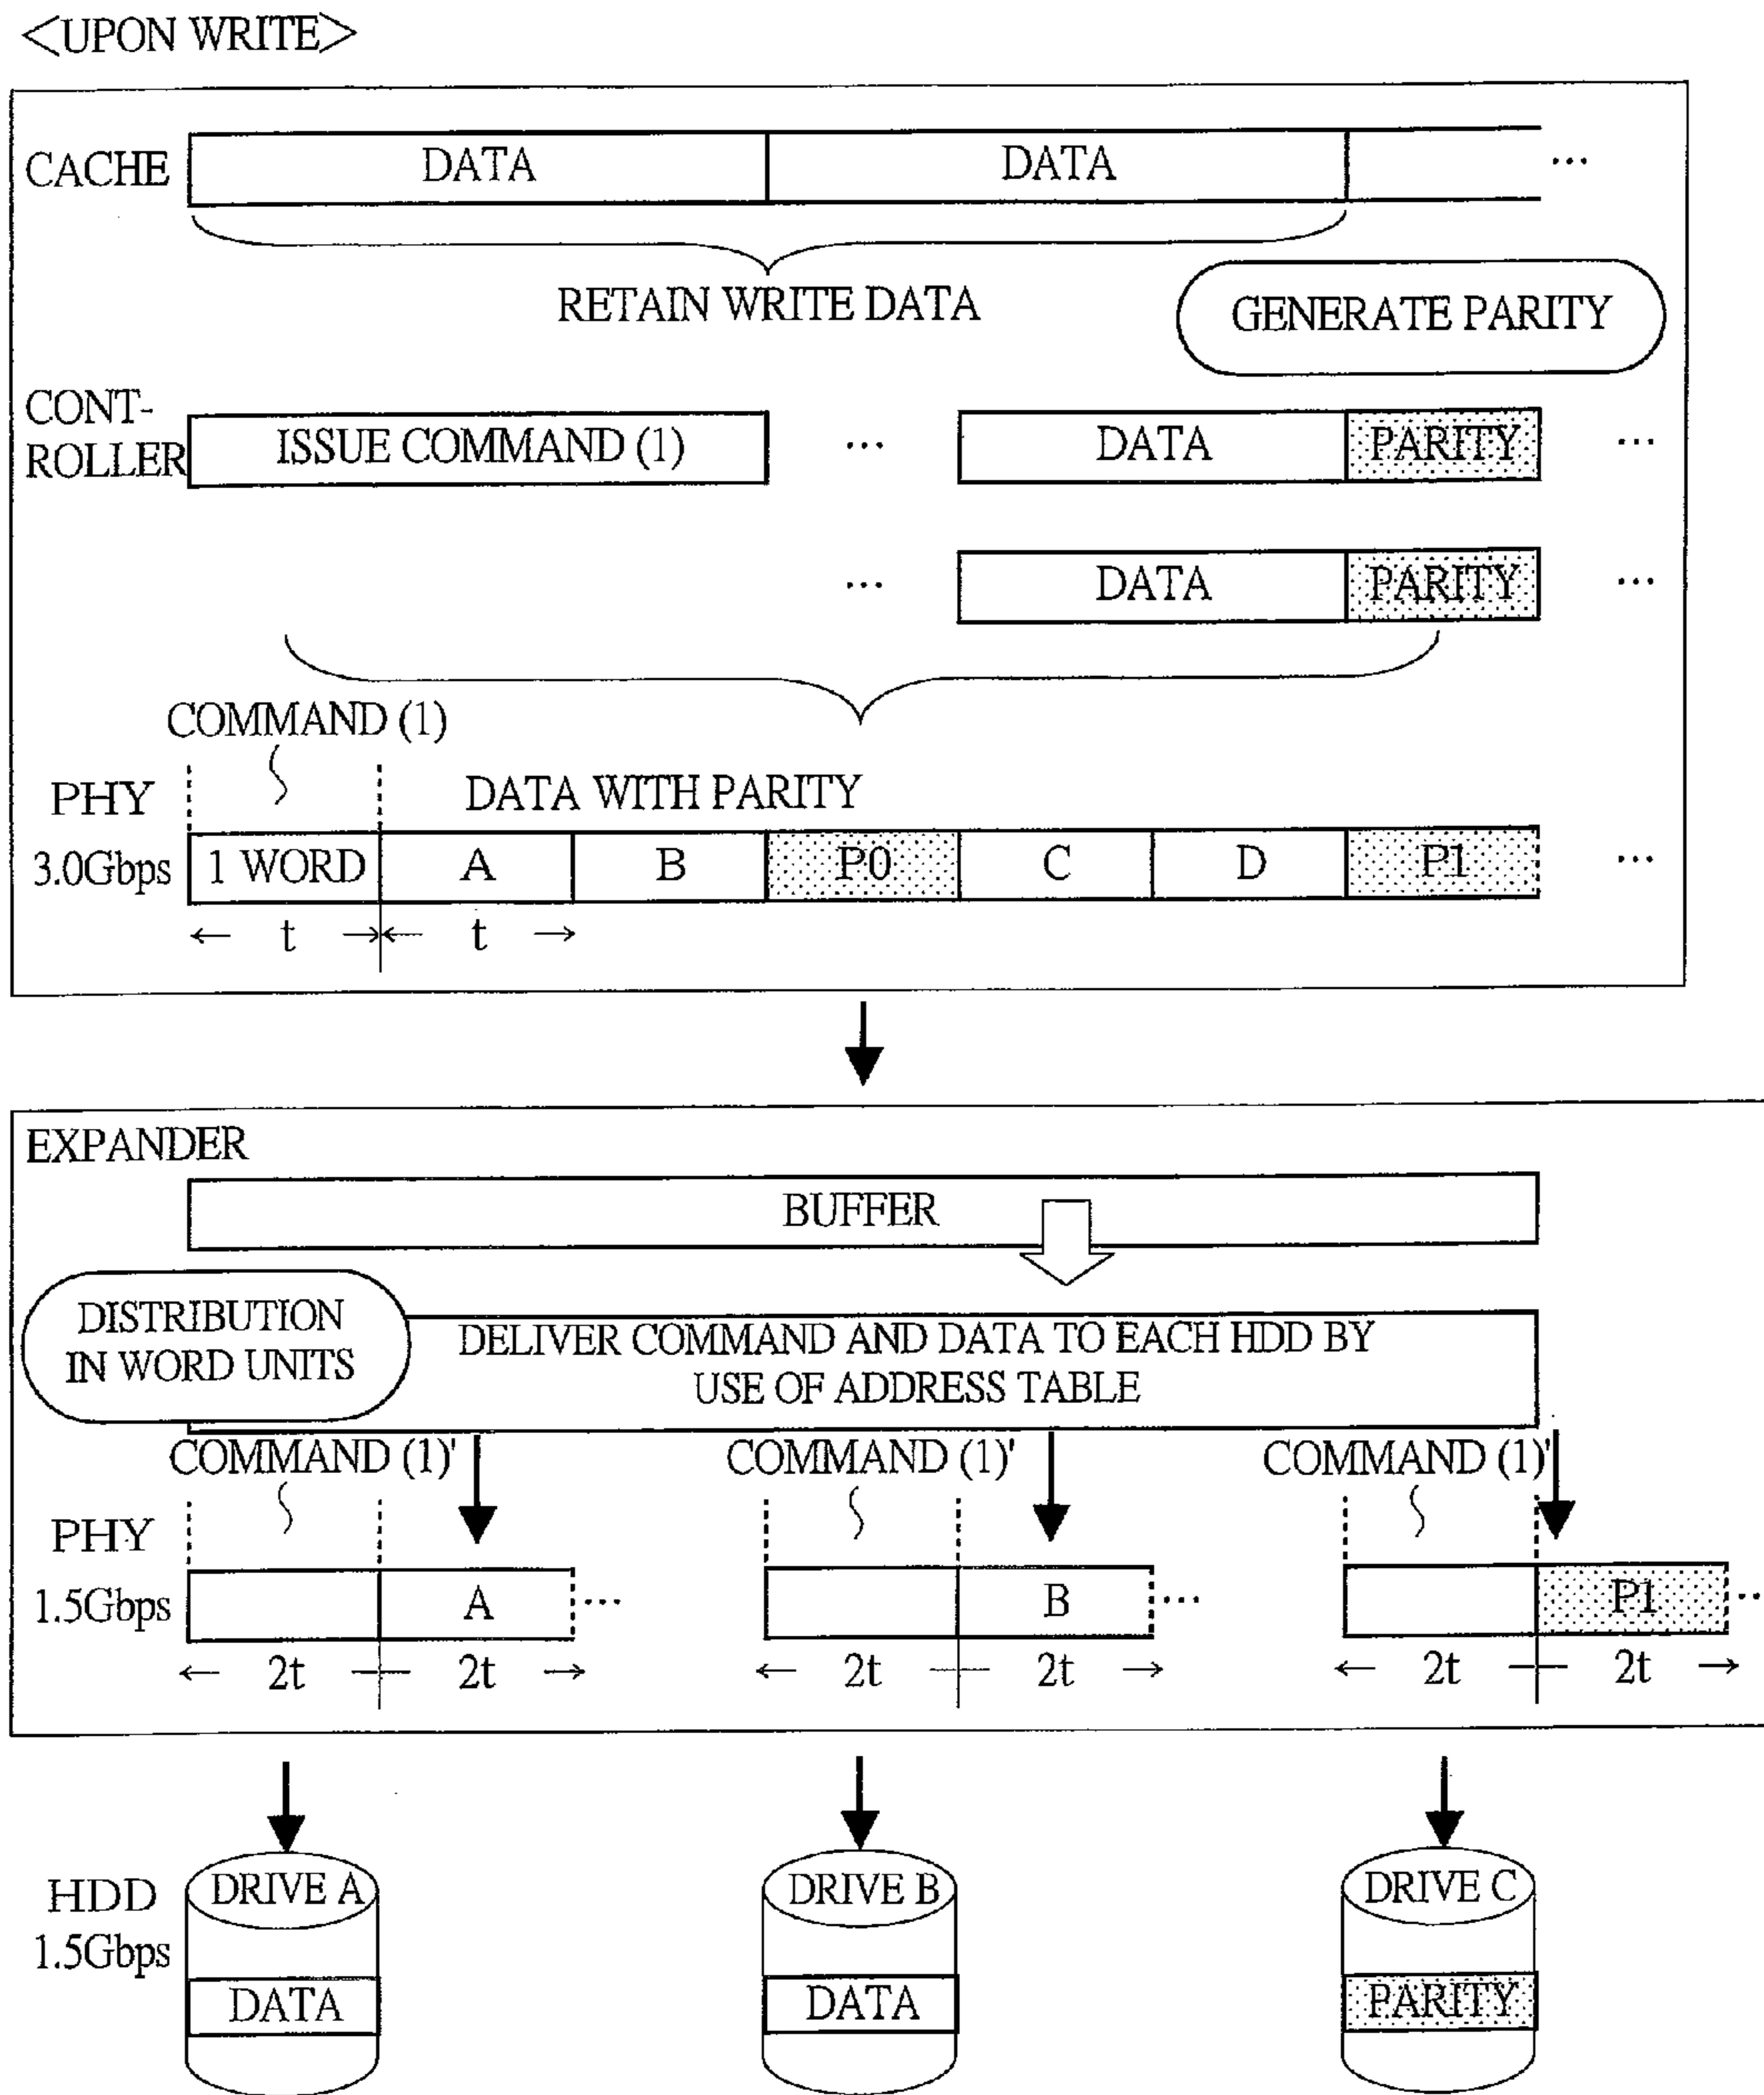 <UPON WRITE>
CACHE
DATA
DATA
...
RETAIN WRITE DATA
GENERATE PARITY
CONT-
ROLLER
ISSUE COMMAND (1)
...
DATA
PARITY
...
...
DATA
PARITY
...
COMMAND (1)
PHY
3.0Gbps
DATA WITH PARITY
1 WORD
A
B
P0
C
D
P1
...
← t →
← t →
EXPANDER
BUFFER
DISTRIBUTION
IN WORD UNITS
DELIVER COMMAND AND DATA TO EACH HDD BY
USE OF ADDRESS TABLE
COMMAND (1)'
COMMAND (1)'
COMMAND (1)'
PHY
1.5Gbps
A
...
B
...
P1
...
← 2t
2t →
← 2t
2t →
← 2t
2t →
HDD
1.5Gbps
DRIVE A
DATA
DRIVE B
DATA
DRIVE C
PARITY